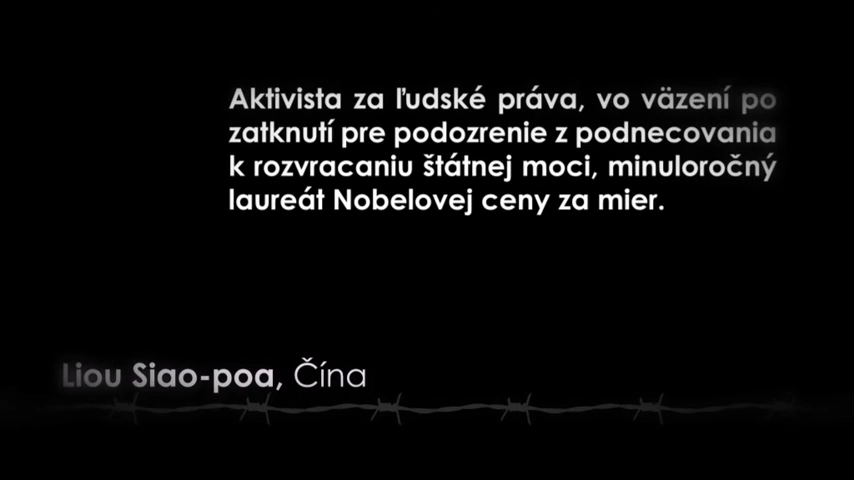 Aktivista za ľudské práva, vo väzení po
zatknutí pre podozrenie z podnecovania
k rozvracaniu štátnej moci, minuloročný
laureát Nobelovej ceny za mier.
Liou Siao-poa, Čína